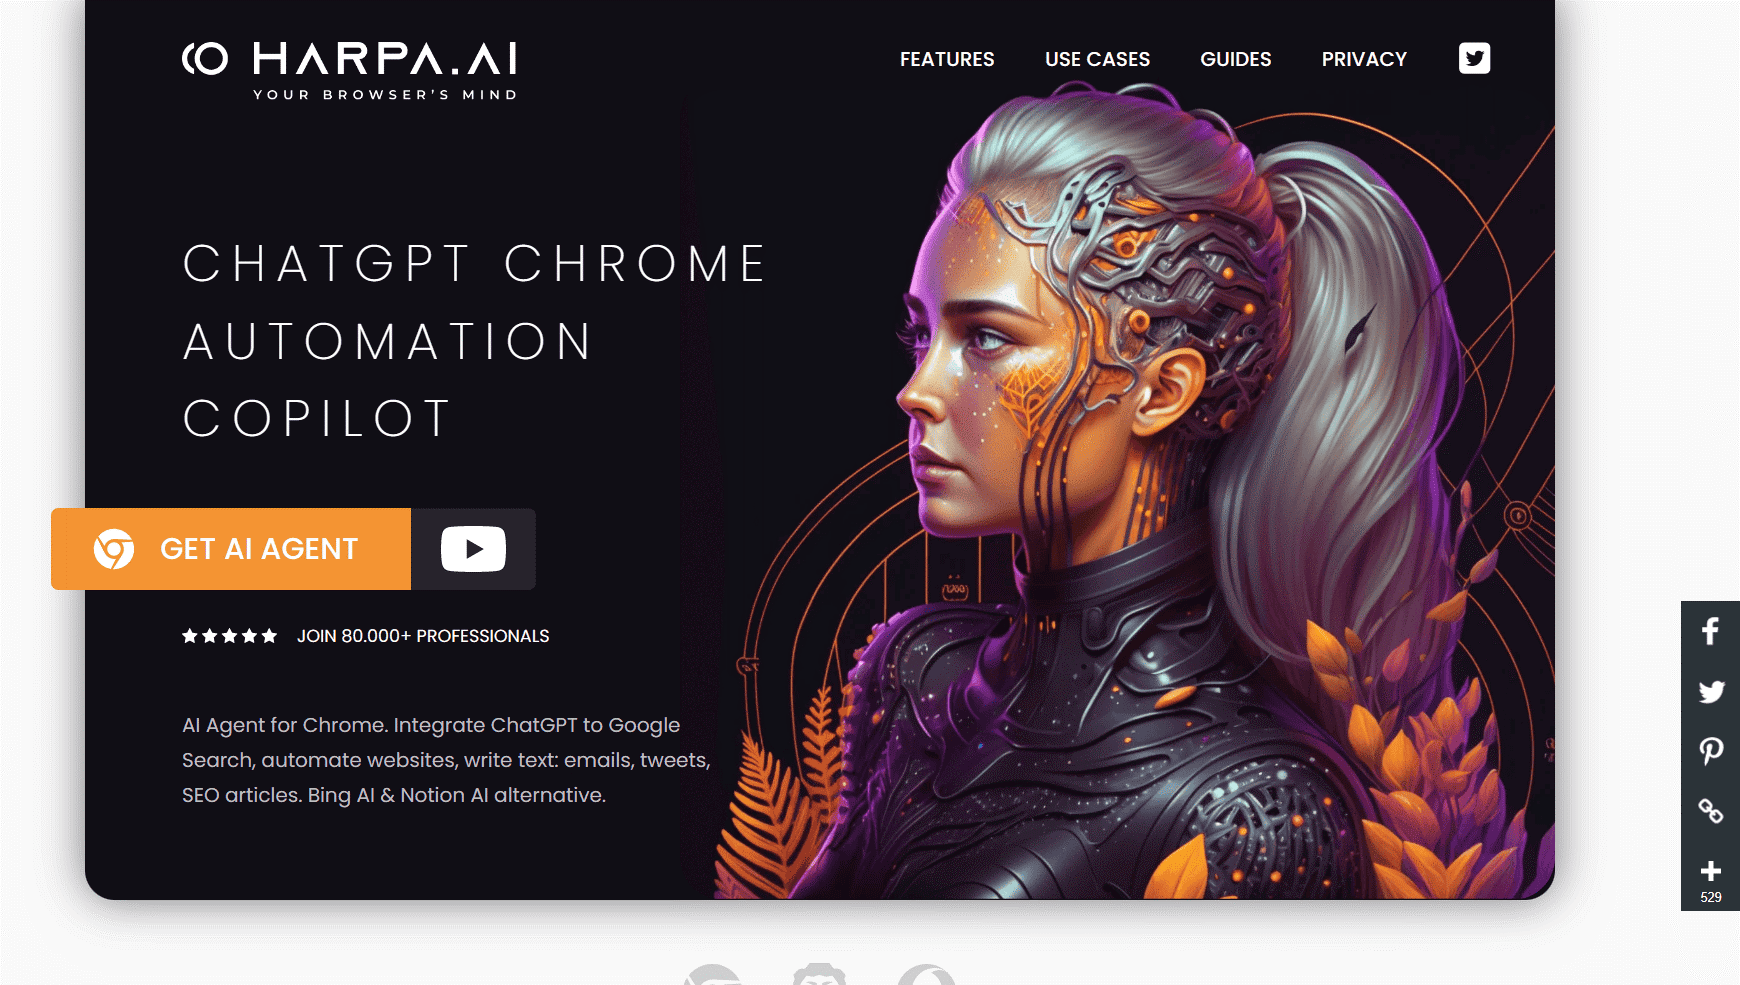 HARPA.AI
YOUR BROWSER'S MIND
FEATURES
USE CASES
GUIDES
PRIVACY
CHATGPT CHROME
AUTOMATION
COPILOT
GET AI AGENT
JOIN 80.000+ PROFESSIONALS
AI Agent for Chrome. Integrate ChatGPT to Google
Search, automate websites, write text: emails, tweets,
SEO articles. Bing AI & Notion AI alternative.
529